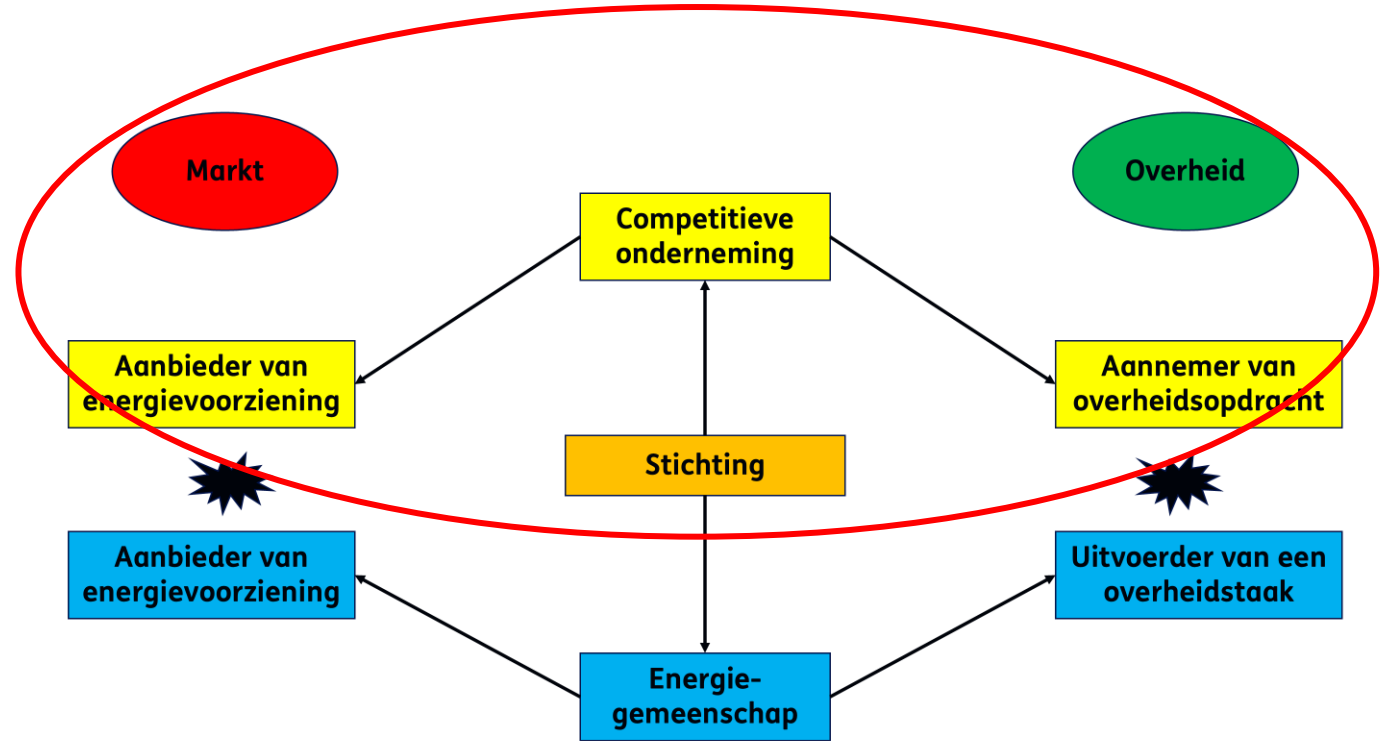 Markt
Overheid
Competitieve
onderneming
Aanbieder van
energievoorziening
Aannemer van
overheidsopdracht
Stichting
Aanbieder van
energievoorziening
Uitvoerder van een
overheidstaak
Energie-
gemeenschap